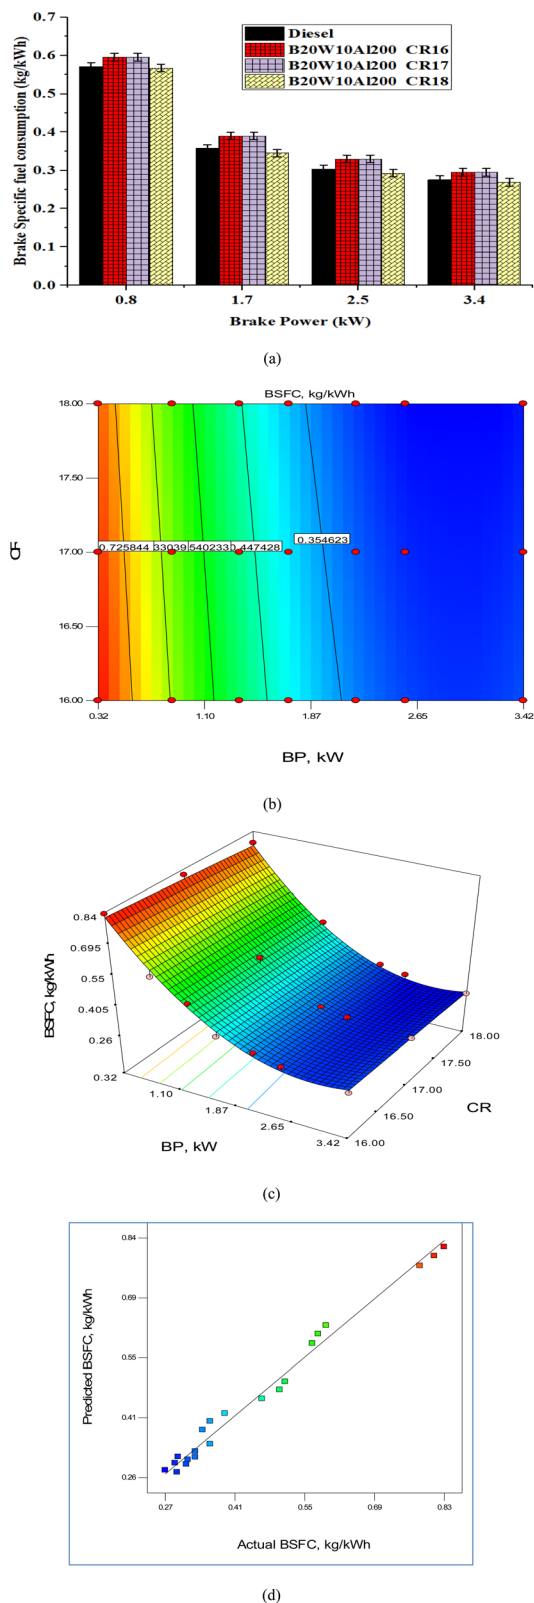 0.7
0.6
0.5
0.4
0.3
0.2
0.1
0.0
Brake Specific fuel consumption (kg/kWh)
Diesel
B20W10Al200 CR16
B20W10Al200 CR17
B20W10Al200 CR18
0.8 1.7 2.5 3.4
Brake Power (kW)
(a)
BSFC, kg/kWh
18.00
17.50
17.00
16.50
16.00
0.725844 33039 540233 0.447428 0.354623
0.32 1.10 1.87 2.65 3.42
BP, kW
(b)
0.84
0.695
0.55
0.405
0.26
BSFC, kg/kWh
0.32
1.10
1.87
2.65
3.42
BP, kW
18.00
17.50
17.00
16.50
16.00
CR
(c)
0.84
0.69
0.55
0.41
0.26
Predicted BSFC, kg/kWh
0.27 0.41 0.55 0.69 0.83
Actual BSFC, kg/kWh
(d)